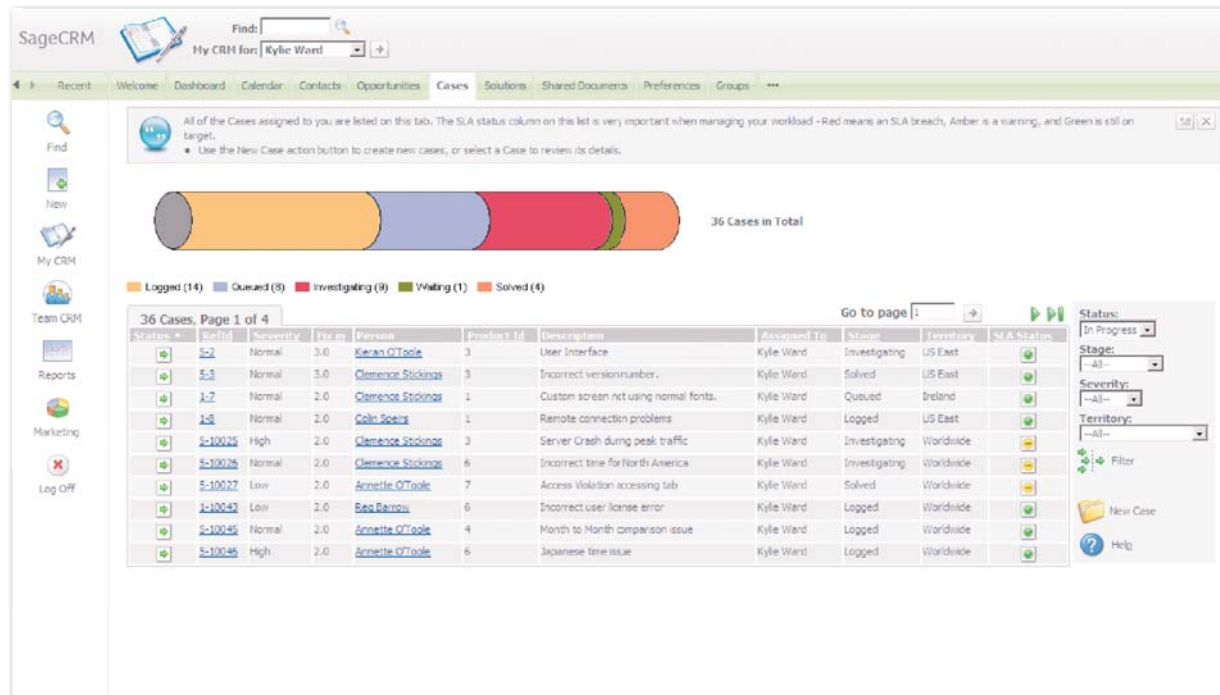 SageCRM
Find:
My CRM for: Kylie Ward
Recent Welcome Dashboard Calendar Contacts Opportunities Cases Solutions Shared Documents Preferences Groups •••
All of the Cases assigned to you are listed on this tab. The SLA status column on this list is very important when managing your workload - Red means an SLA breach, Amber is a warning, and Green is still on
target.
• Use the New Case action button to create new cases, or select a Case to review its details.
Find
New
My CRM
Team CRM
Reports
Marketing
Log Off
36 Cases in Total
Logged (14) Queued (8) Investigating (9) Waiting (1) Solved (4)
36 Cases, Page 1 of 4
Go to page 1
Status RefId Severity Fix in Person Product Id Description Assigned To Stage Territory SLA Status
5-2 Normal 3.0 Kieran O'Toole 3 User Interface Kylie Ward Investigating US East
5-3 Normal 3.0 Clemence Stickings 3 Incorrect version number. Kylie Ward Solved US East
1-7 Normal 2.0 Clemence Stickings 1 Custom screen not using normal fonts. Kylie Ward Queued Ireland
1-8 Normal 2.0 Colin Speirs 1 Remote connection problems Kylie Ward Logged US East
5-10025 High 2.0 Clemence Stickings 3 Server Crash during peak traffic Kylie Ward Investigating Worldwide
5-10026 Normal 2.0 Clemence Stickings 6 Incorrect time for North America Kylie Ward Investigating Worldwide
5-10027 Low 2.0 Annette O'Toole 7 Access Violation accessing tab Kylie Ward Solved Worldwide
1-10043 Low 2.0 Reg Barrow 6 Incorrect user license error Kylie Ward Logged Worldwide
5-10045 Normal 2.0 Annette O'Toole 4 Month to Month comparison issue Kylie Ward Logged Worldwide
5-10046 High 2.0 Annette O'Toole 6 Japanese time issue Kylie Ward Logged Worldwide
Status:
In Progress
Stage:
--All--
Severity:
--All--
Territory:
--All--
Filter
New Case
Help